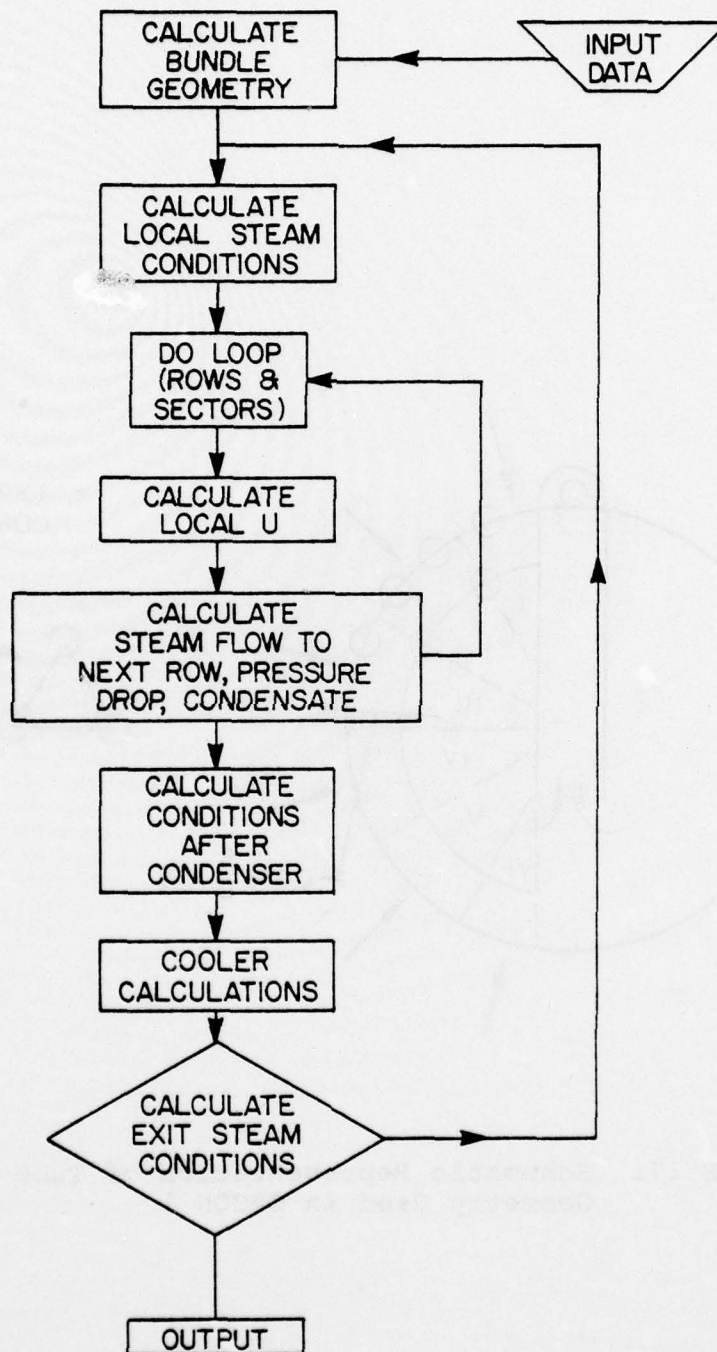 CALCULATE
BUNDLE
GEOMETRY
INPUT
DATA
CALCULATE
LOCAL STEAM
CONDITIONS
DO LOOP
(ROWS &
SECTORS)
CALCULATE
LOCAL U
CALCULATE
STEAM FLOW TO
NEXT ROW, PRESSURE
DROP, CONDENSATE
CALCULATE
CONDITIONS
AFTER
CONDENSER
COOLER
CALCULATIONS
CALCULATE
EXIT STEAM
CONDITIONS
OUTPUT